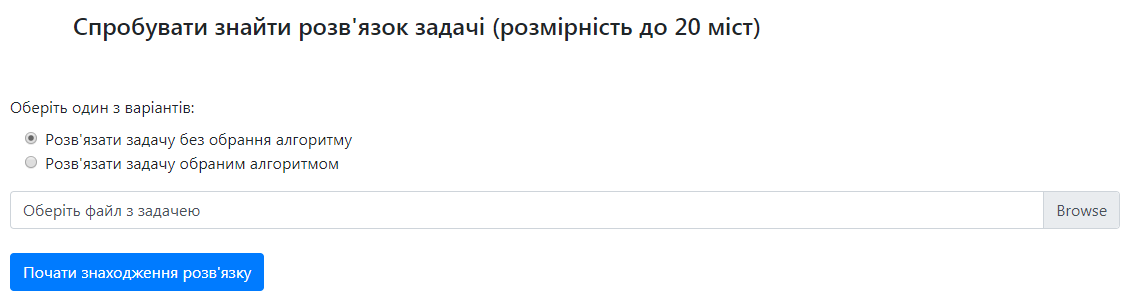 Спробувати знайти розв'язок задачі (розмірність до 20 міст)
Оберіть один з варіантів:
Розв'язати задачу без обрання алгоритму
Розв'язати задачу обраним алгоритмом
Оберіть файл з задачею Browse
Почати знаходження розв'язку